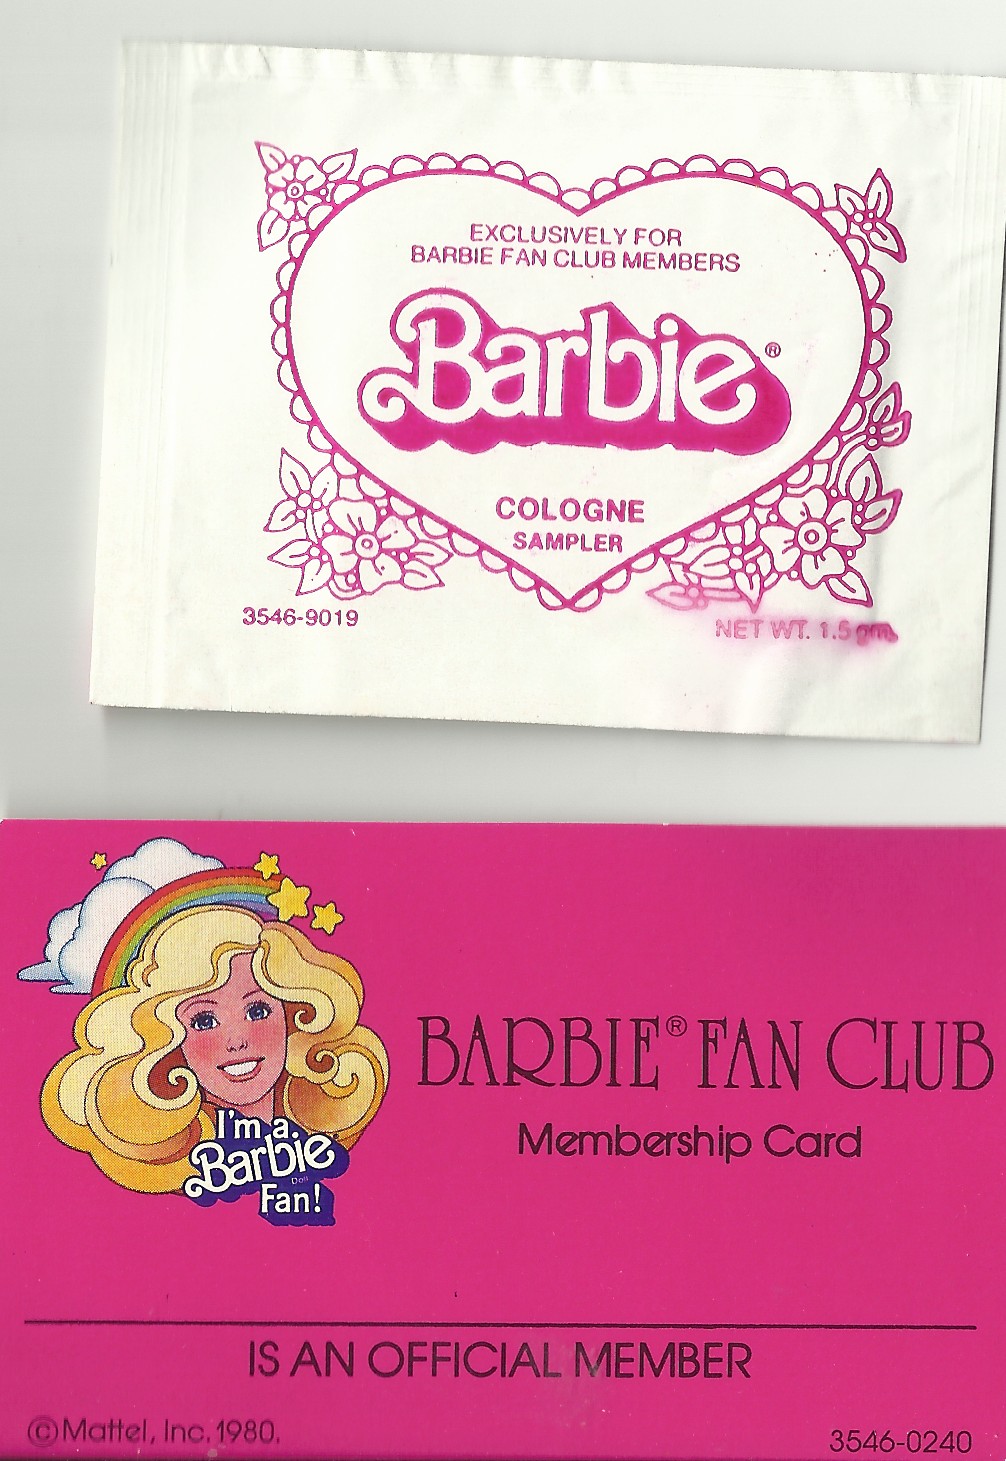 EXCLUSIVELY FOR
BARBIE FAN CLUB MEMBERS
Barbie®
COLOGNE
SAMPLER
3546-9019
NET WT. 1.5 gm.
BARBIE® FAN CLUB
Membership Card
I'm a
Barbie
Doll
Fan!
IS AN OFFICIAL MEMBER
©Mattel, Inc. 1980.
3546-0240